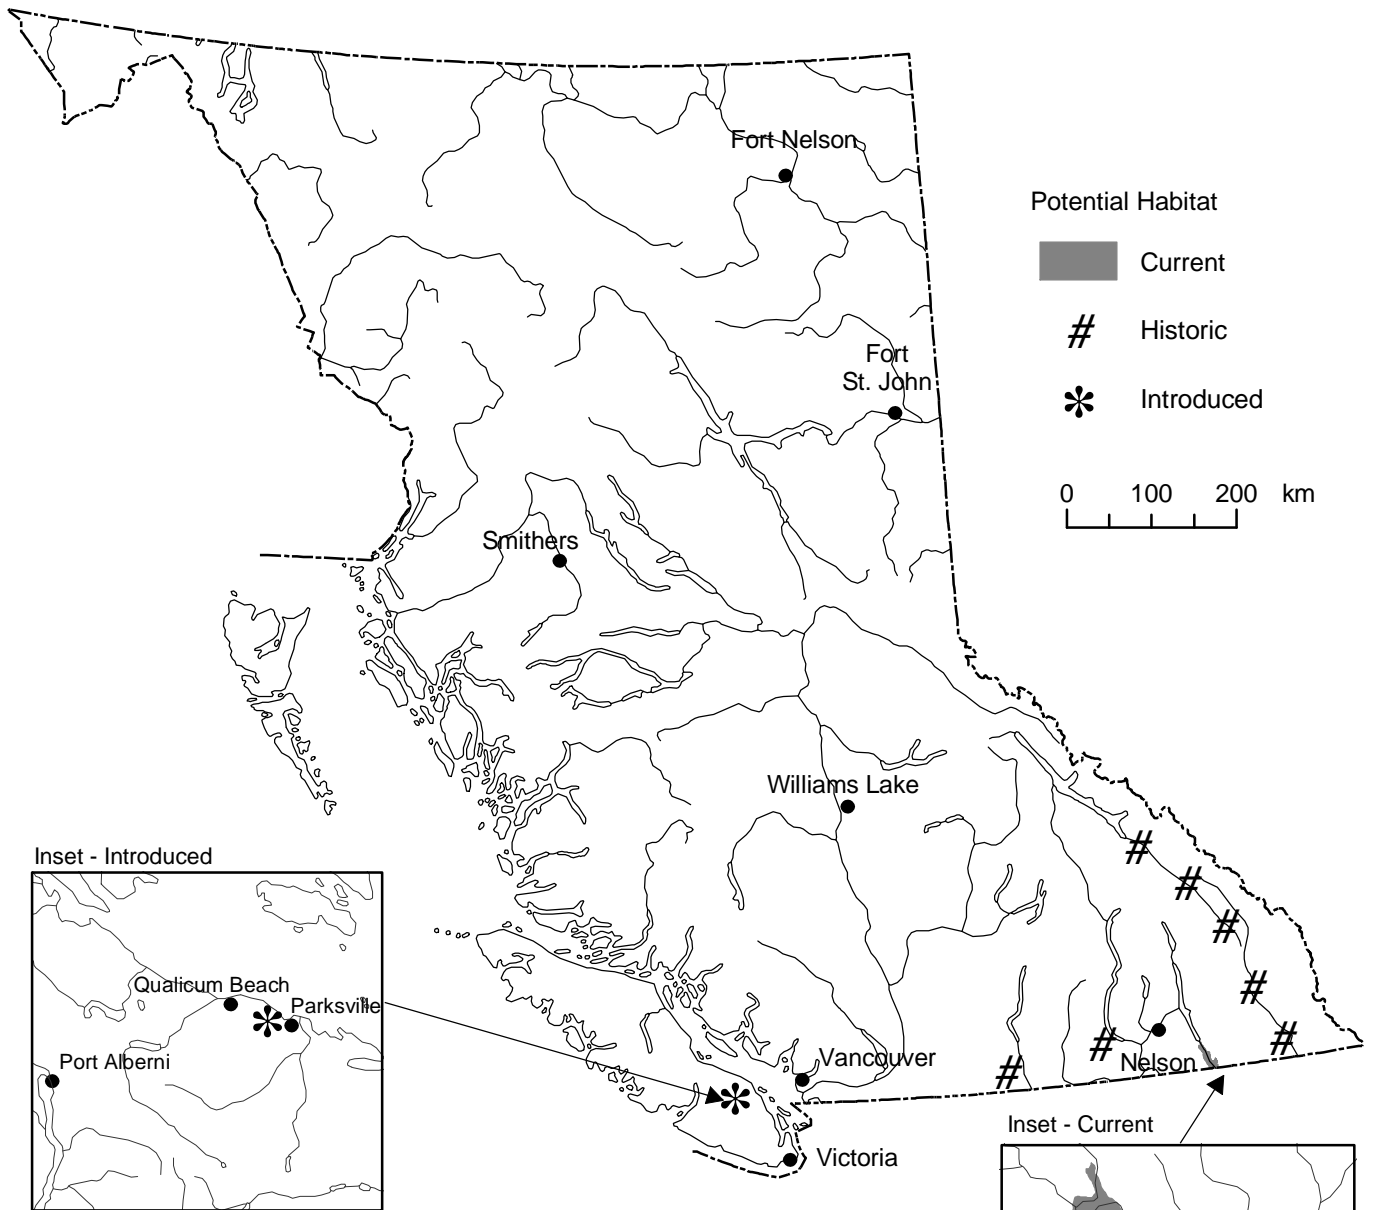 Fort Nelson
Potential Habitat
Current
# Historic
Introduced
Fort
St. John
0 100 200 km
Smithers
Williams Lake
#
#
#
#
#
#
#
Inset - Introduced
Qualicum Beach
Parksville
Port Alberni
Vancouver
Nelson
Victoria
Inset - Current